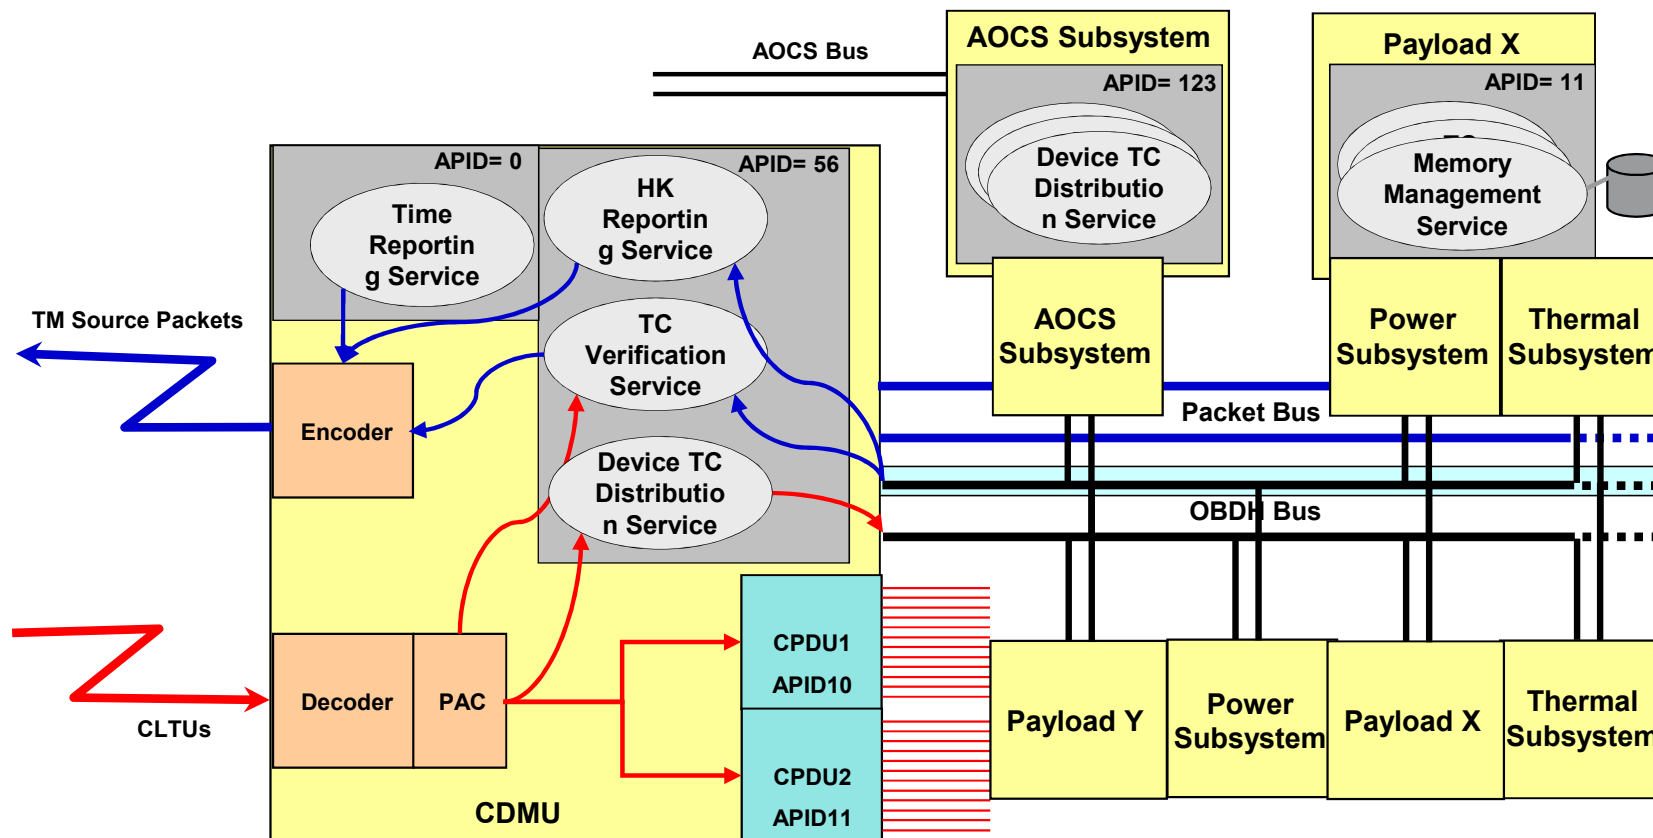 AOCS Bus
AOCS Subsystem
APID= 123
Device TC
Distributio
n Service
Payload X
APID= 11
Memory
Management
Service
APID= 0
Time
Reportin
g Service
APID= 56
HK
Reportin
g Service
TC
Verification
Service
Device TC
Distributio
n Service
TM Source Packets
Encoder
AOCS
Subsystem
Power
Subsystem
Thermal
Subsystem
Packet Bus
OBDH Bus
CLTUs
Decoder
PAC
CPDU1
APID10
CPDU2
APID11
CDMU
Payload Y
Power
Subsystem
Payload X
Thermal
Subsystem